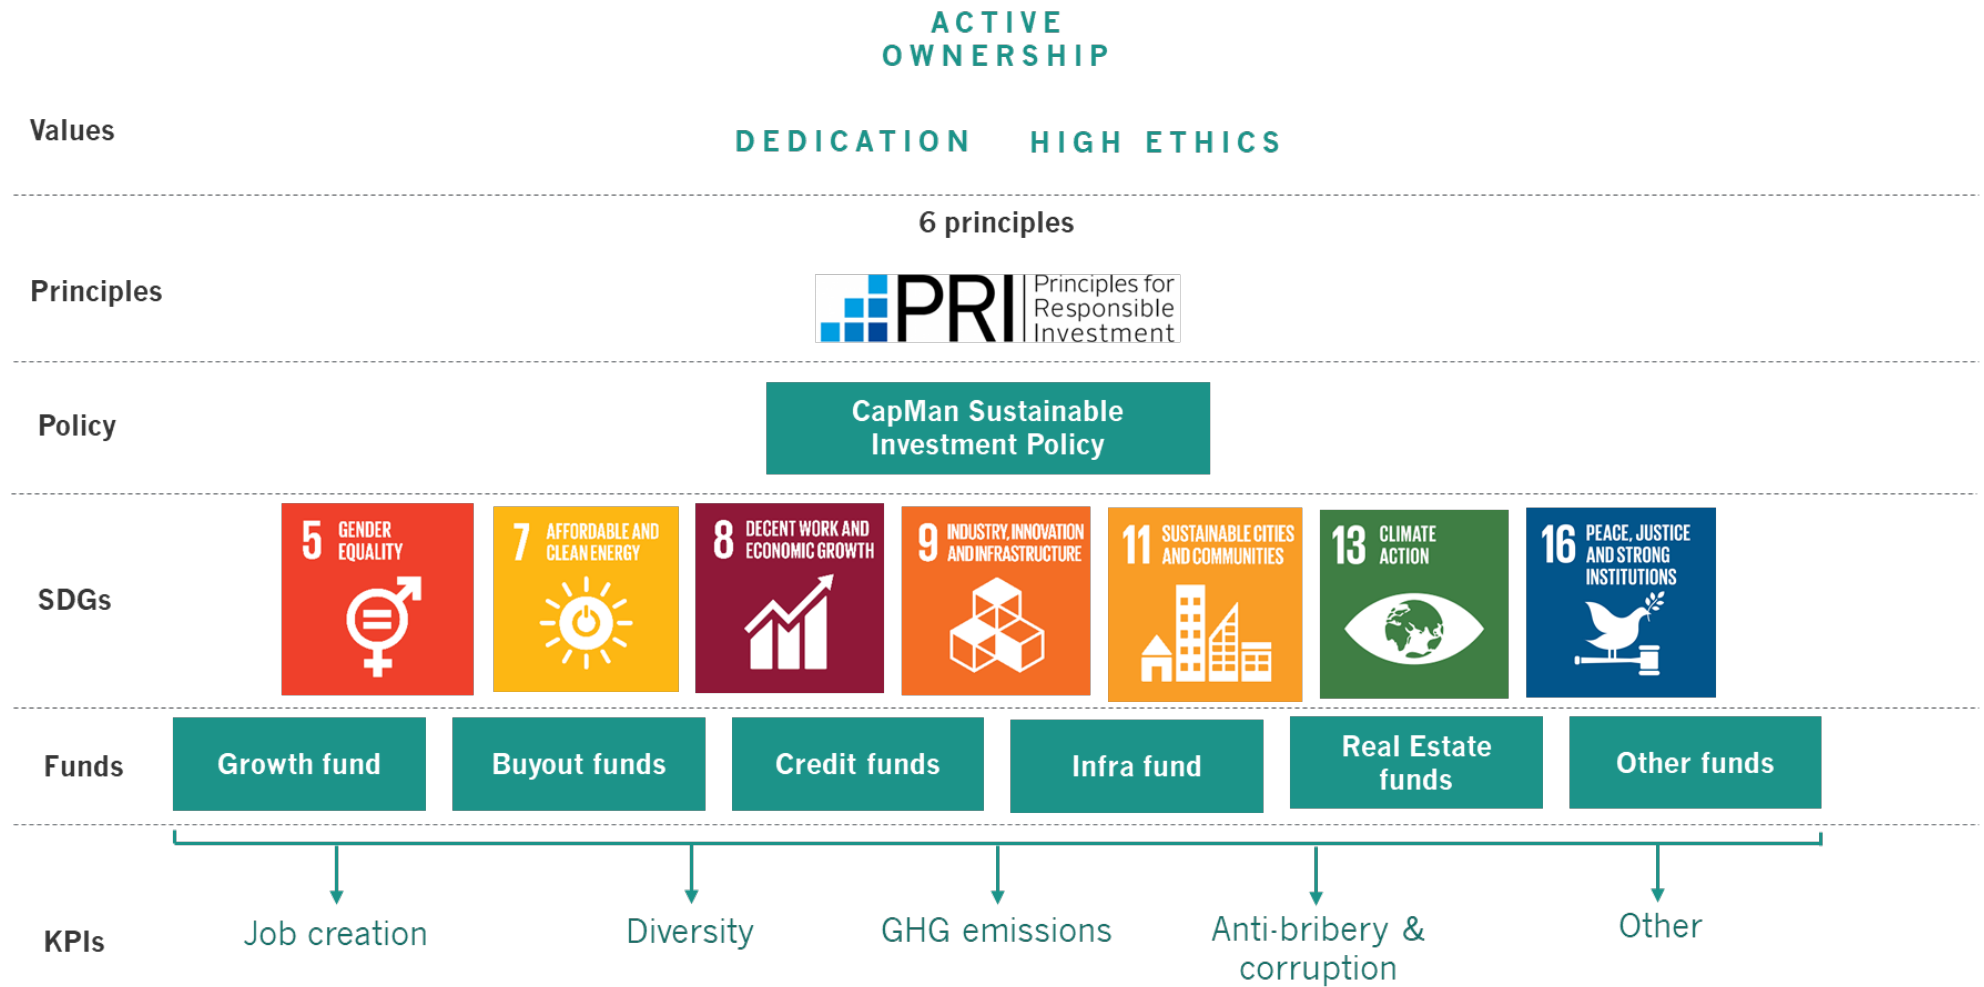 ACTIVE
OWNERSHIP
Values
DEDICATION HIGH ETHICS
6 principles
Principles
PRI
Principles for
Responsible
Investment
Policy
CapMan Sustainable
Investment Policy
SDGs
5 GENDER
EQUALITY
7 AFFORDABLE AND
CLEAN ENERGY
8 DECENT WORK AND
ECONOMIC GROWTH
9 INDUSTRY, INNOVATION
AND INFRASTRUCTURE
11 SUSTAINABLE CITIES
AND COMMUNITIES
13 CLIMATE
ACTION
16 PEACE, JUSTICE
AND STRONG
INSTITUTIONS
Funds
Growth fund
Buyout funds
Credit funds
Infra fund
Real Estate
funds
Other funds
KPIs
Job creation
Diversity
GHG emissions
Anti-bribery &
corruption
Other